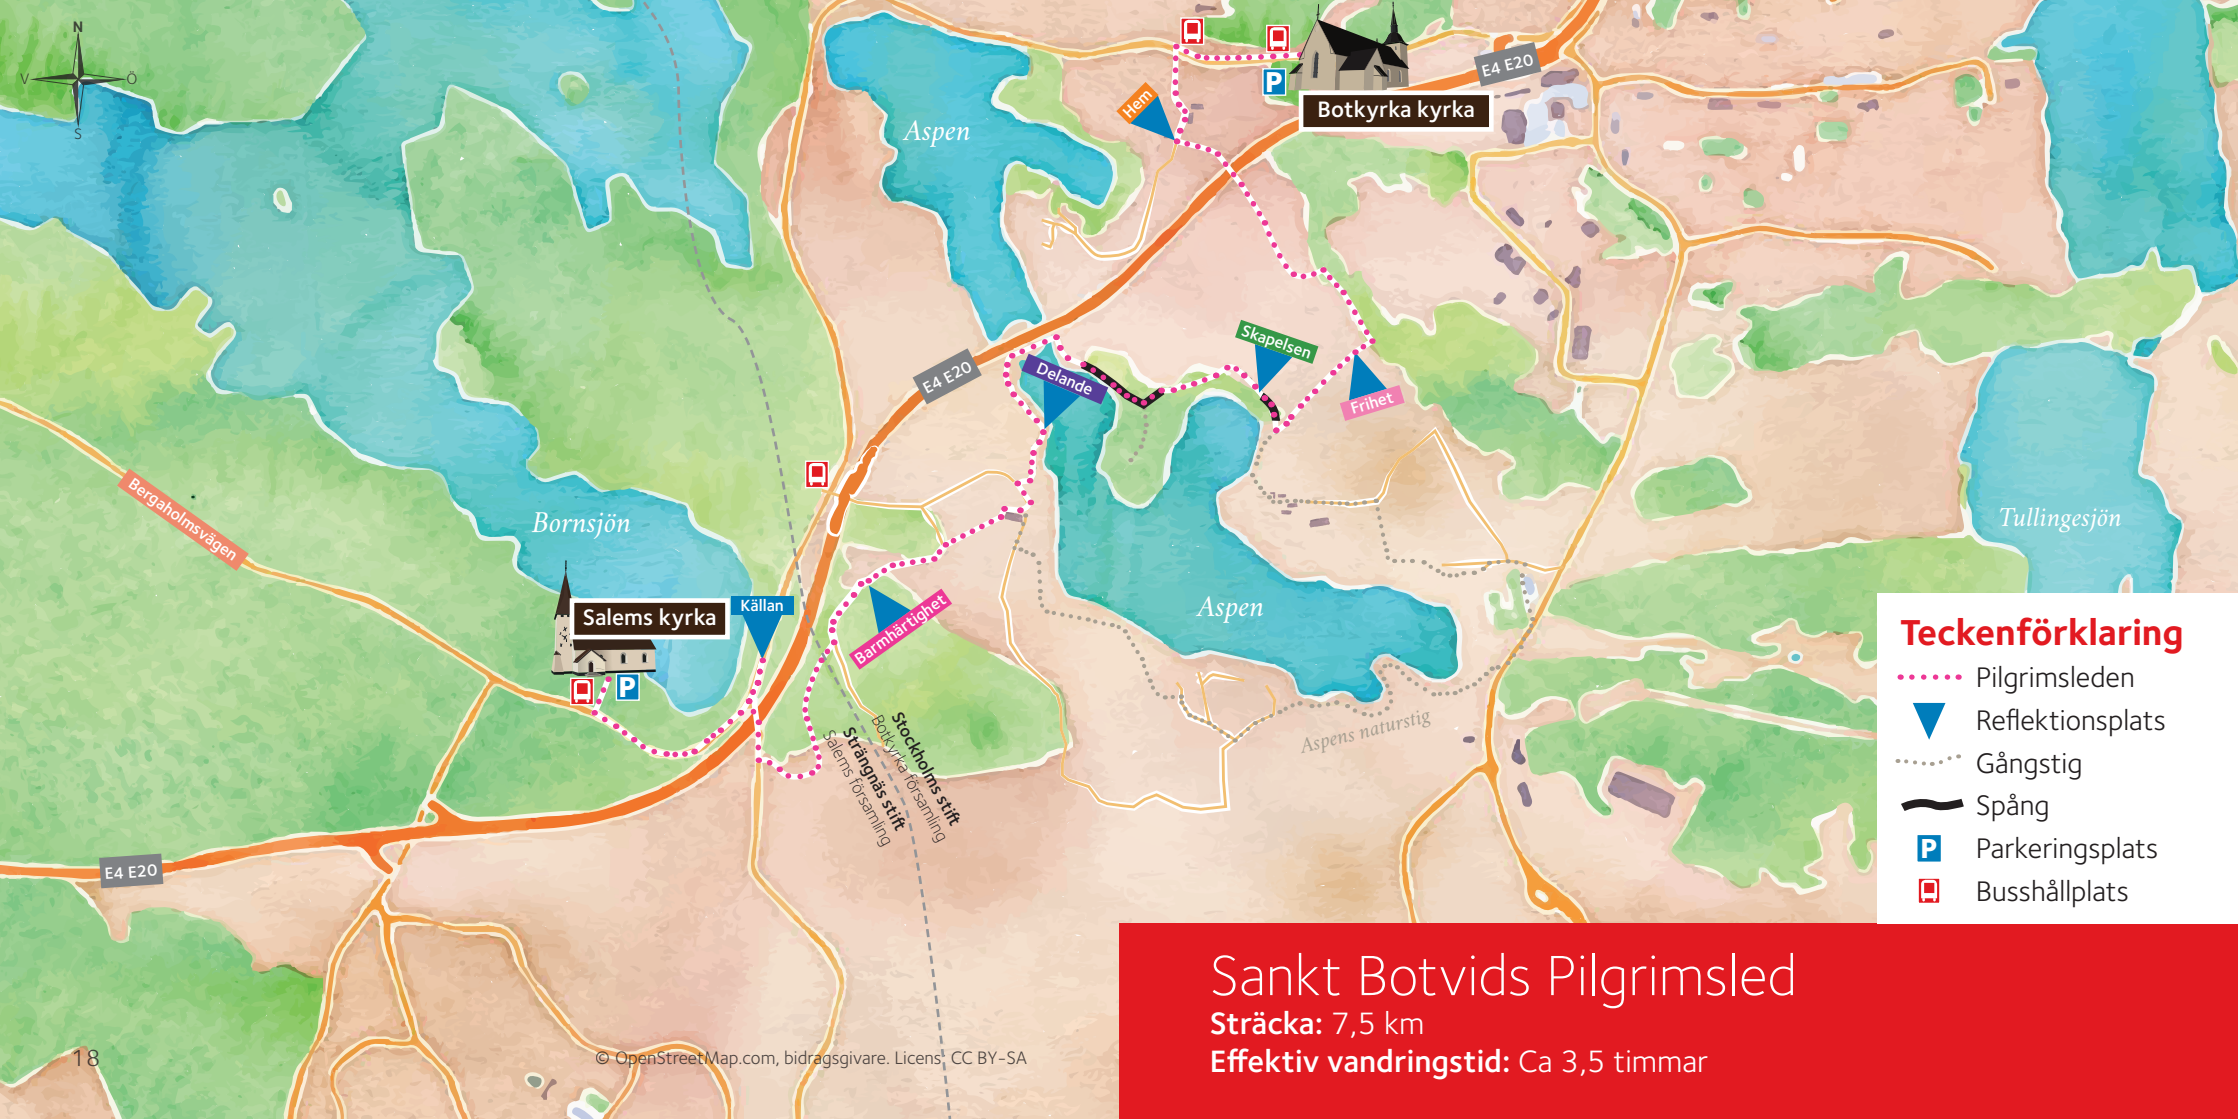 N
V
Ö
S
Aspen
Hem
P
Botkyrka kyrka
E4 E20
Skapelsen
Delande
Frihet
E4 E20
Bergaholmsvägen
Bornsjön
Tullingesjön
Aspen
Salems kyrka
Källan
Barmhärtighet
P
Stockholms stift
Botkyrka församling
Strängnäs stift
Salems församling
Aspens naturstig
E4 E20
Teckenförklaring
Pilgrimsleden
Reflektionsplats
Gångstig
Spång
P Parkeringsplats
Busshållplats
Sankt Botvids Pilgrimsled
Sträcka: 7,5 km
Effektiv vandringstid: Ca 3,5 timmar
18
© OpenStreetMap.com, bidragsgivare. Licens: CC BY-SA